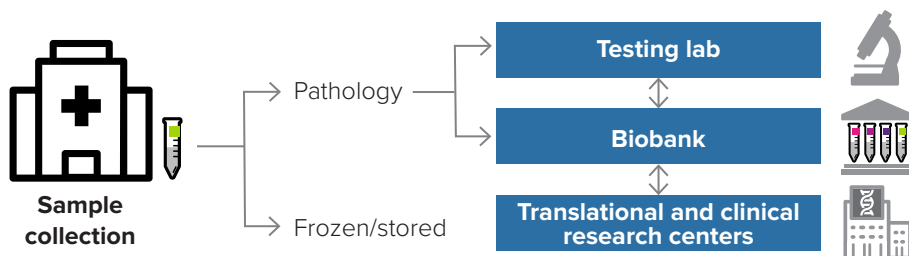 Sample
collection
Pathology
Frozen/stored
Testing lab
Biobank
Translational and clinical
research centers